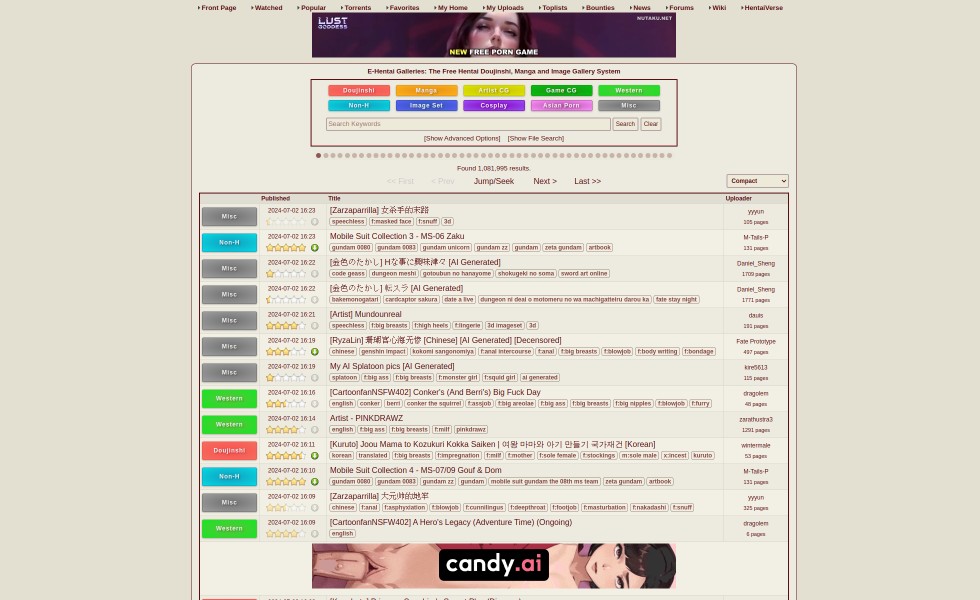 Front Page Watched Popular Torrents Favorites My Home My Uploads Toplists Bounties News Forums Wiki HentaiVerse
LUST GODDESS
NUTAKU.NET
NEW FREE PORN GAME
E-Hentai Galleries: The Free Hentai Doujinshi, Manga and Image Gallery System
Doujinshi Manga Artist CG Game CG Western
Non-H Image Set Cosplay Asian Porn Misc
Search Keywords Search Clear
[Show Advanced Options] [Show File Search]
Found 1,081,995 results.
<< First < Prev Jump/Seek Next > Last >> Compact
Published Title Uploader
Misc 2024-07-02 16:23 [Zarzaparrilla] 女杀手的末路 yyyun
speechless f:masked face f:snuff 3d 105 pages
Non-H 2024-07-02 16:23 Mobile Suit Collection 3 - MS-06 Zaku M-Tails-P
gundam 0080 gundam 0083 gundam unicorn gundam zz gundam zeta gundam artbook 131 pages
Misc 2024-07-02 16:22 [金色のたかし] Hな事に興味津々 [AI Generated] Daniel_Sheng
code geass dungeon meshi gotoubun no hanayome shokugeki no soma sword art online 1709 pages
Misc 2024-07-02 16:22 [金色のたかし] 転スラ [AI Generated] Daniel_Sheng
bakemonogatari cardcaptor sakura date a live dungeon ni deai o motomeru no wa machigatteiru darou ka fate stay night 1771 pages
Misc 2024-07-02 16:21 [Artist] Mundounreal dauis
speechless f:big breasts f:high heels f:lingerie 3d imageset 3d 191 pages
Misc 2024-07-02 16:19 [RyzaLin] 珊瑚宫心海无惨 [Chinese] [AI Generated] [Decensored] Fate Prototype
chinese genshin impact kokomi sangonomiya f:anal intercourse f:anal f:big breasts f:blowjob f:body writing f:bondage 497 pages
Misc 2024-07-02 16:19 My AI Splatoon pics [AI Generated] kire5613
splatoon f:big ass f:big breasts f:monster girl f:squid girl ai generated 115 pages
Western 2024-07-02 16:16 [CartoonfanNSFW402] Conker's (And Berri's) Big Fuck Day dragolem
english conker berri conker the squirrel f:assjob f:big areolae f:big ass f:big breasts f:big nipples f:blowjob f:furry 48 pages
Western 2024-07-02 16:14 Artist - PINKDRAWZ zarathustra3
english f:big ass f:big breasts f:milf pinkdrawz 1291 pages
Doujinshi 2024-07-02 16:11 [Kuroto] Joou Mama to Kozukuri Kokka Saiken | 여왕 마마와 아기 만들기 국가재건 [Korean] wintermale
korean translated f:big breasts f:impregnation f:milf f:mother f:sole female f:stockings m:sole male x:incest kuroto 53 pages
Non-H 2024-07-02 16:10 Mobile Suit Collection 4 - MS-07/09 Gouf & Dom M-Tails-P
gundam 0080 gundam 0083 gundam zz gundam mobile suit gundam the 08th ms team zeta gundam artbook 131 pages
Misc 2024-07-02 16:09 [Zarzaparrilla] 大元帅的地牢 yyyun
chinese f:anal f:asphyxiation f:blowjob f:cunnilingus f:deepthroat f:footjob f:masturbation f:nakadashi f:snuff 325 pages
Western 2024-07-02 16:09 [CartoonfanNSFW402] A Hero's Legacy (Adventure Time) (Ongoing) dragolem
english 6 pages
candy.ai